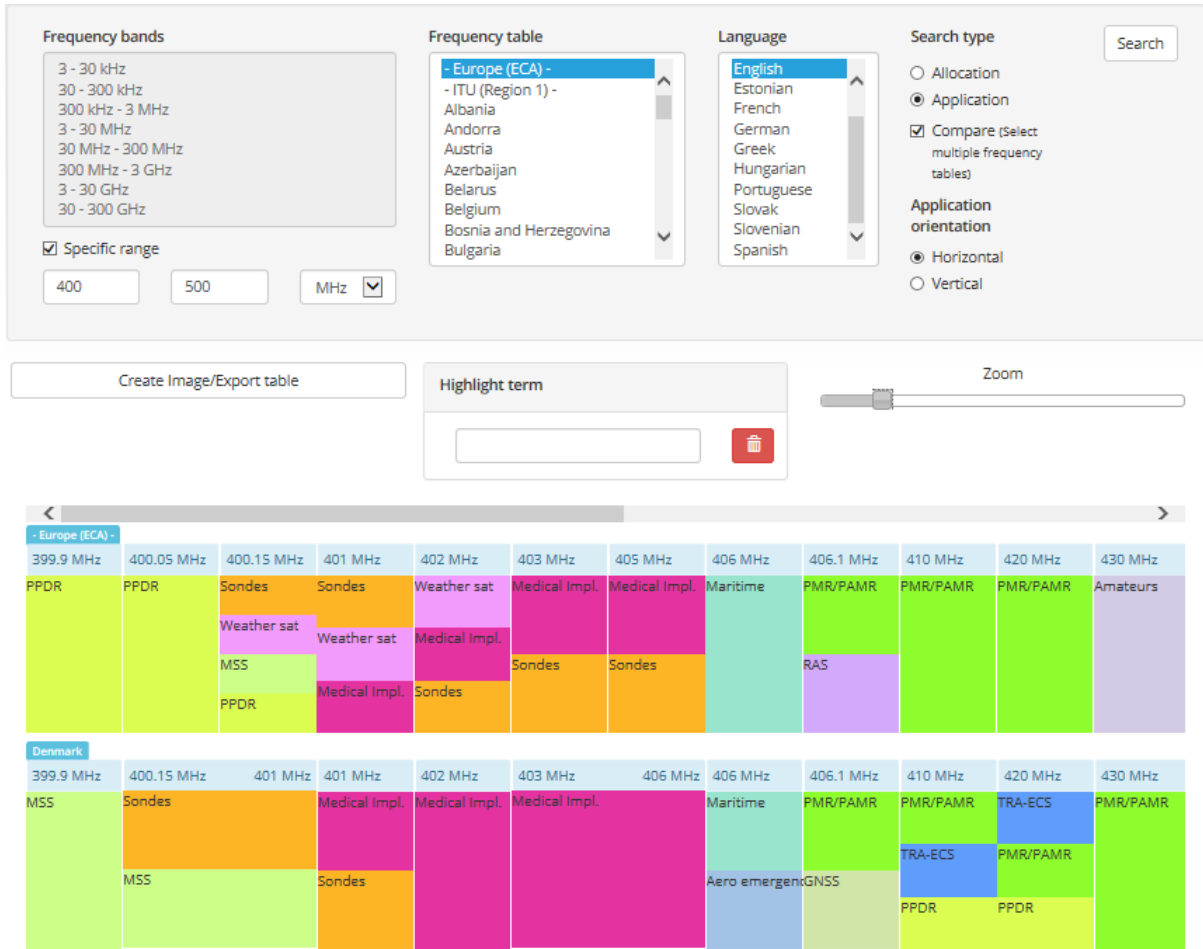 Frequency bands
3 - 30 kHz
30 - 300 kHz
300 kHz - 3 MHz
3 - 30 MHz
30 MHz - 300 MHz
300 MHz - 3 GHz
3 - 30 GHz
30 - 300 GHz
Specific range
400 500 MHz
Frequency table
- Europe (ECA) -
- ITU (Region 1) -
Albania
Andorra
Austria
Azerbaijan
Belarus
Belgium
Bosnia and Herzegovina
Bulgaria
Language
English
Estonian
French
German
Greek
Hungarian
Portuguese
Slovak
Slovenian
Spanish
Search type
Allocation
Application
Compare (Select
multiple frequency
tables)
Application
orientation
Horizontal
Vertical
Search
Create Image/Export table
Highlight term
Zoom
- Europe (ECA) -
399.9 MHz 400.05 MHz 400.15 MHz 401 MHz 402 MHz 403 MHz 405 MHz 406 MHz 406.1 MHz 410 MHz 420 MHz 430 MHz
PPDR PPDR Sondes Sondes Weather sat Medical Impl. Medical Impl. Maritime PMR/PAMR PMR/PAMR PMR/PAMR Amateurs
Weather sat Weather sat Medical Impl.
MSS Sondes Sondes RAS
PPDR Medical Impl. Sondes
Denmark
399.9 MHz 400.15 MHz 401 MHz 401 MHz 402 MHz 403 MHz 406 MHz 406 MHz 406.1 MHz 410 MHz 420 MHz 430 MHz
MSS Sondes Medical Impl. Medical Impl. Medical Impl. Maritime PMR/PAMR PMR/PAMR TRA-ECS PMR/PAMR
TRA-ECS PMR/PAMR
MSS Sondes Aero emergenc GNSS
PPDR PPDR